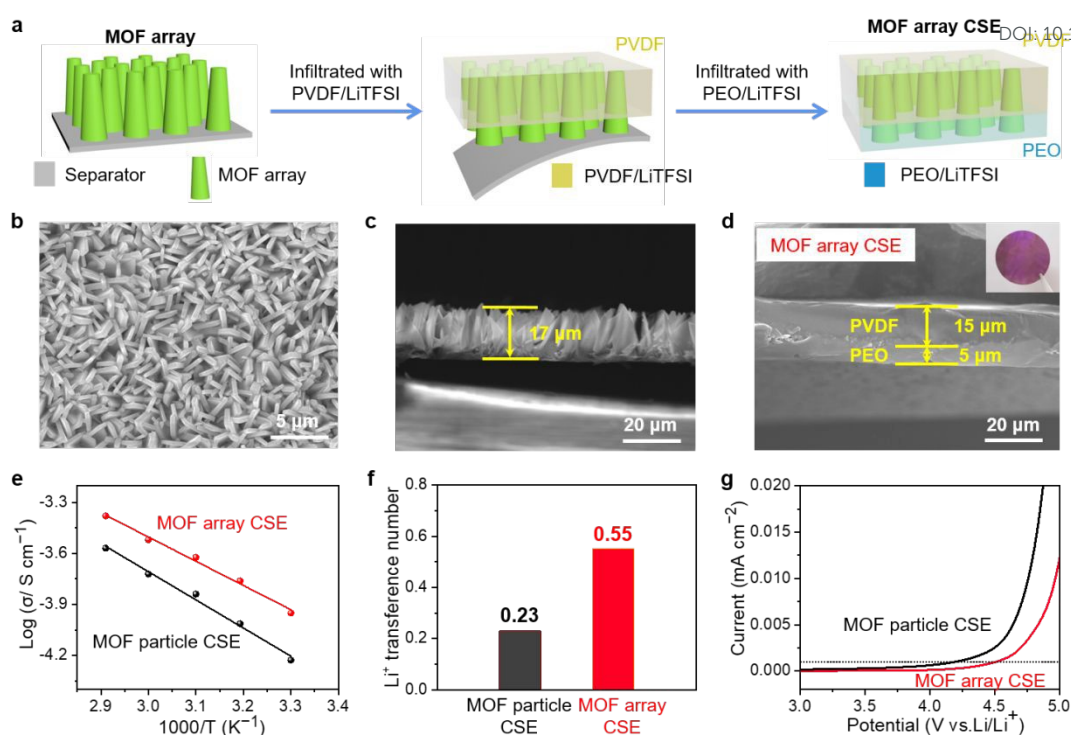 a
MOF array
Infiltrated with
PVDF/LiTFSI
PVDF
Infiltrated with
PEO/LiTFSI
MOF array CSE
DOI: 10.
PVDF
PEO
Separator
MOF array
PVDF/LiTFSI
PEO/LiTFSI
b
5 μm
c
17 μm
20 μm
d
MOF array CSE
PVDF
15 μm
PEO
5 μm
20 μm
e
Log (σ/ S cm⁻¹)
-3.3
-3.6
-3.9
-4.2
MOF array CSE
MOF particle CSE
2.9 3.0 3.1 3.2 3.3 3.4
1000/T (K⁻¹)
f
Li⁺ transference number
0.8
0.6
0.4
0.2
0.0
0.23
0.55
MOF particle
CSE
MOF array
CSE
g
Current (mA cm⁻²)
0.020
0.015
0.010
0.005
0.000
MOF particle CSE
MOF array CSE
3.0 3.5 4.0 4.5 5.0
Potential (V vs.Li/Li⁺)